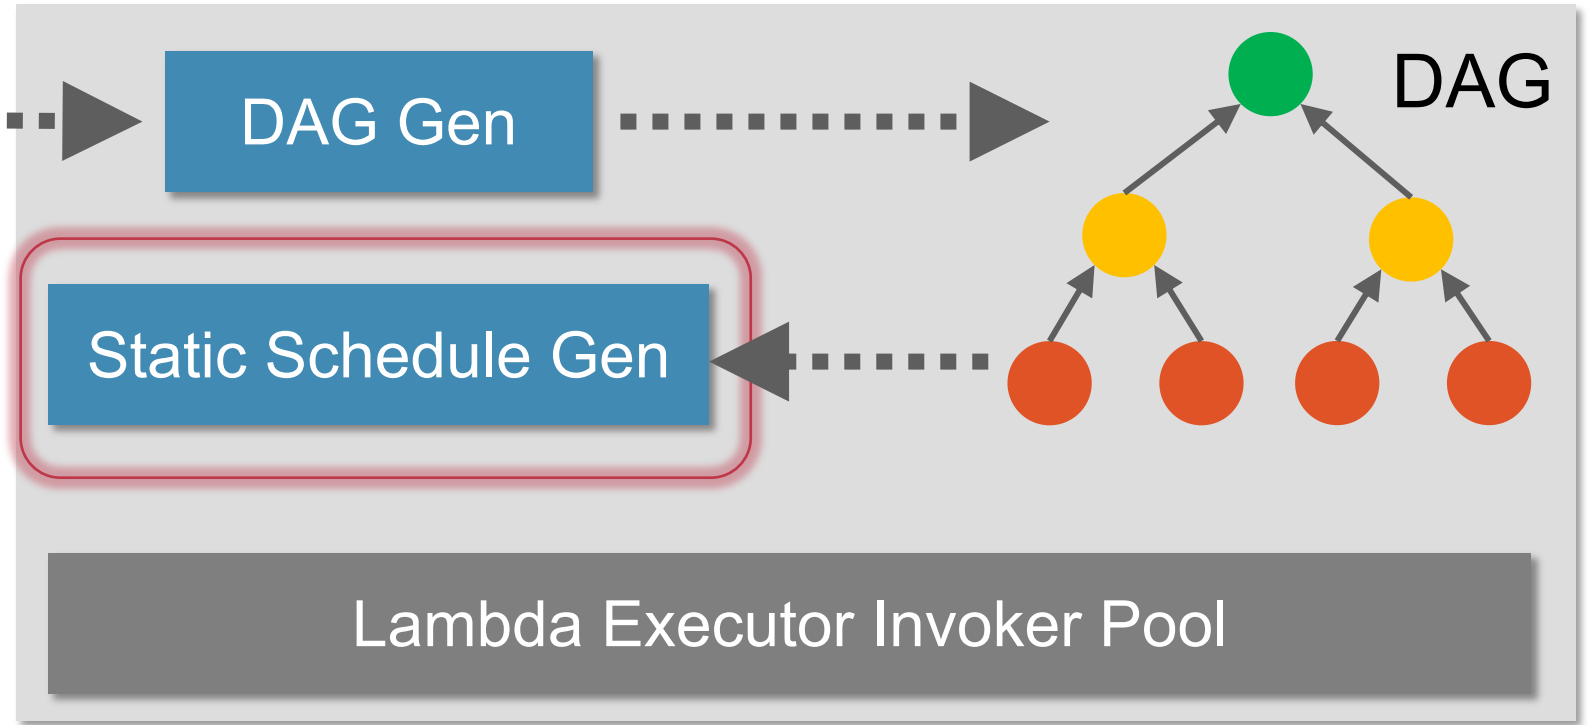 DAG Gen
DAG
Static Schedule Gen
Lambda Executor Invoker Pool